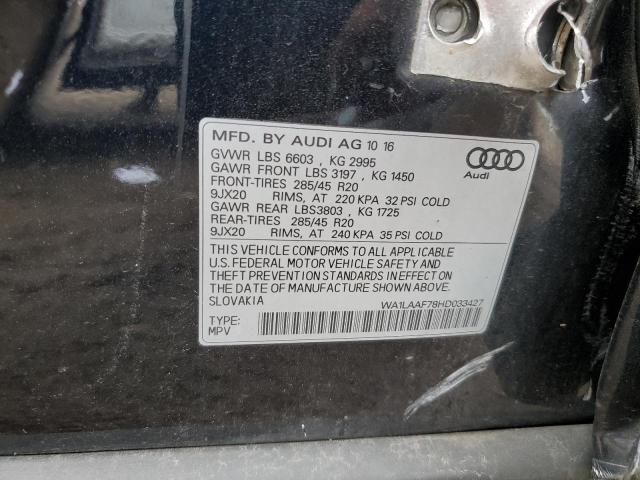 MFD. BY AUDI AG 10 16
GVWR LBS 6603 , KG 2995
GAWR FRONT LBS 3197 , KG 1450
FRONT-TIRES 285/45 R20
9JX20 RIMS, AT 220 KPA 32 PSI COLD
GAWR REAR LBS3803 , KG 1725
REAR-TIRES 285/45 R20
9JX20 RIMS, AT 240 KPA 35 PSI COLD
Audi
THIS VEHICLE CONFORMS TO ALL APPLICABLE
U.S. FEDERAL MOTOR VEHICLE SAFETY AND
THEFT PREVENTION STANDARDS IN EFFECT ON
THE DATE OF MANUFACTURE SHOWN ABOVE.
SLOVAKIA
WA1LAAF78HD033427
TYPE:
MPV